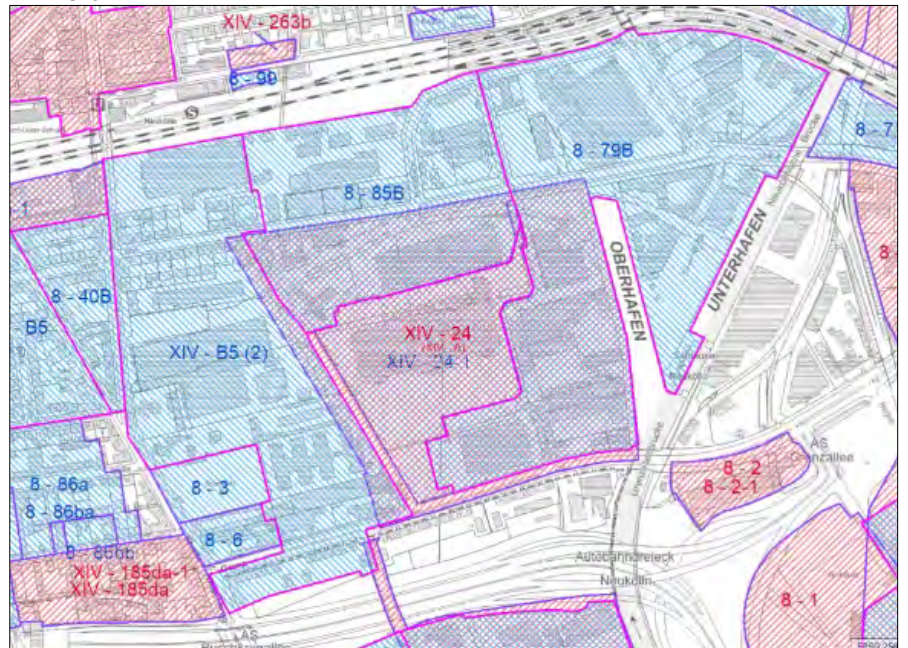 XIV - 263b
8 - 99
S
8 - 7
8 - 79B
8 - 85B
-1
OBERHAFEN
UNTERHAFEN
8 - 40B
- B5
XIV - B5 (2)
XIV - 24
XIV - 24-1
8 -
8 - 3
8 - 6
8 - 86a
8 - 86ba
8 - 86bb
XIV - 185da-1
XIV - 185da
8 - 2
8 - 2-1
AS
Grenzallee
Autobahndreieck
Neukölln
8 - 1
AS